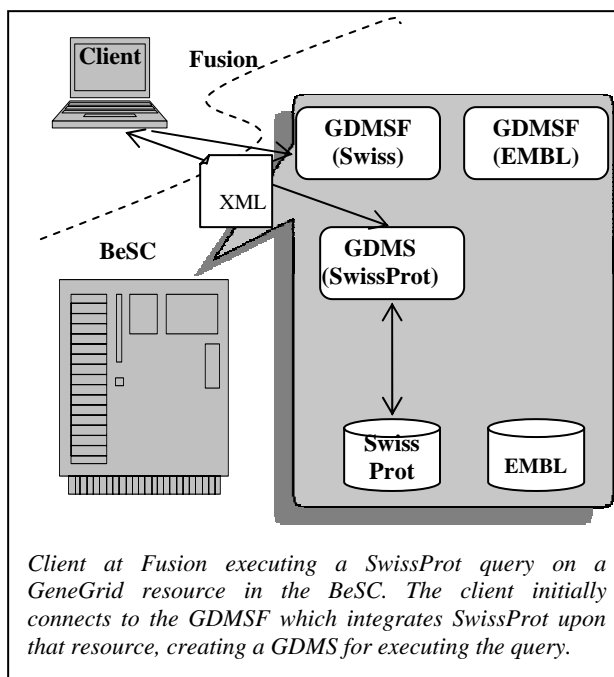 Client
Fusion
GDMSF
(Swiss)
GDMSF
(EMBL)
XML
BeSC
GDMS
(SwissProt)
Swiss
Prot
EMBL
Client at Fusion executing a SwissProt query on a
GeneGrid resource in the BeSC. The client initially
connects to the GDMSF which integrates SwissProt upon
that resource, creating a GDMS for executing the query.